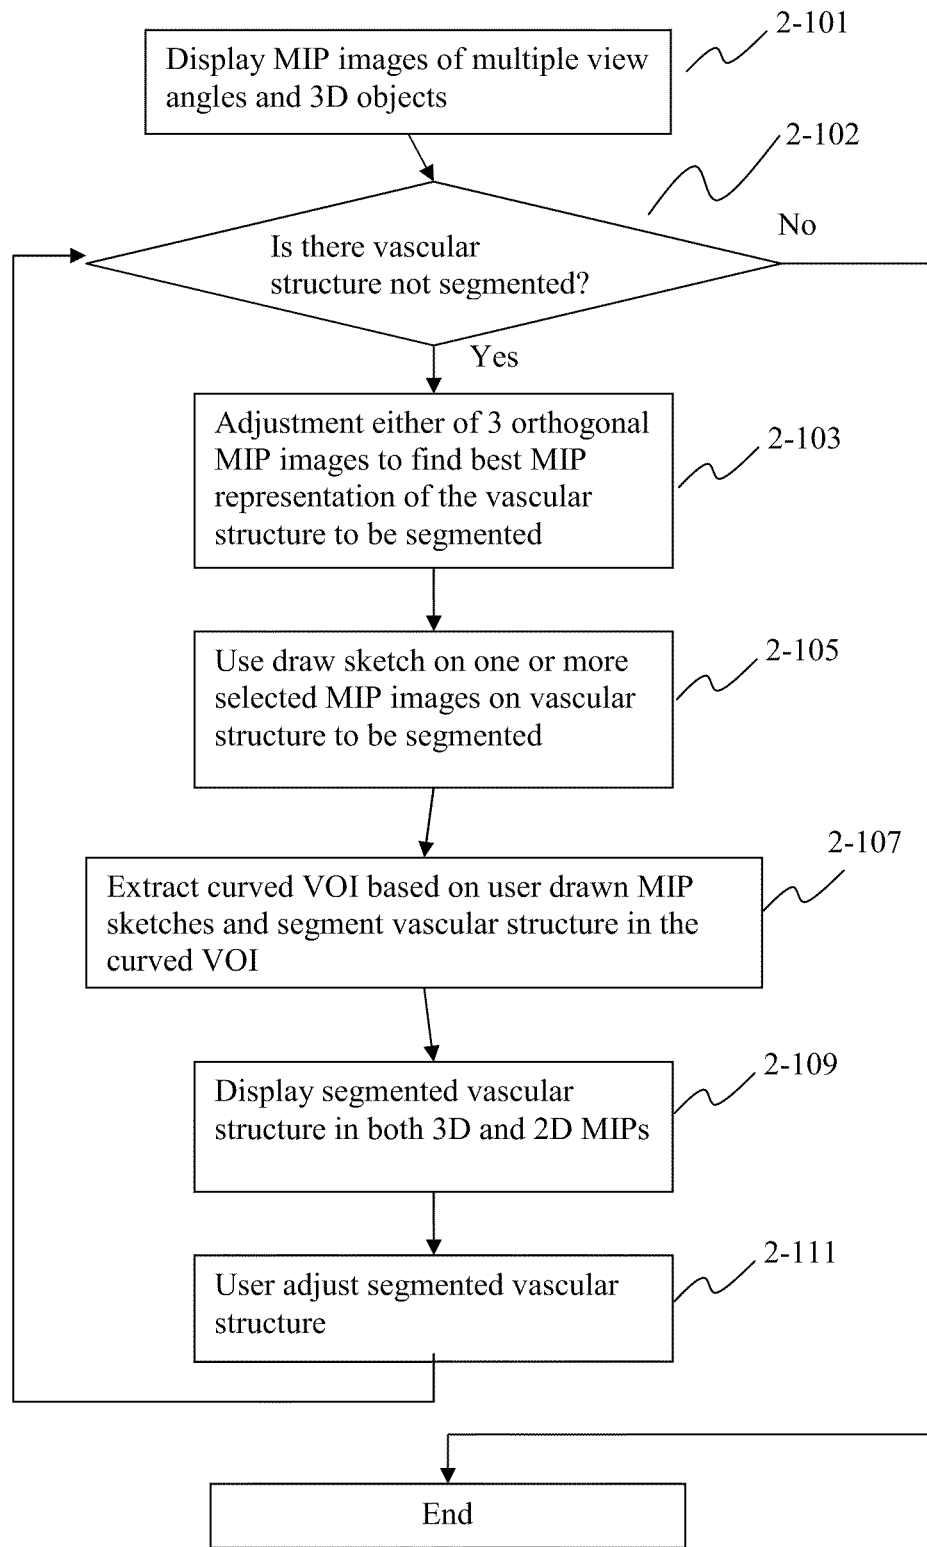 2-101
Display MIP images of multiple view
angles and 3D objects
2-102
No
Is there vascular
structure not segmented?
Yes
Adjustment either of 3 orthogonal
MIP images to find best MIP
representation of the vascular
structure to be segmented
2-103
Use draw sketch on one or more
selected MIP images on vascular
structure to be segmented
2-105
2-107
Extract curved VOI based on user drawn MIP
sketches and segment vascular structure in the
curved VOI
2-109
Display segmented vascular
structure in both 3D and 2D MIPs
2-111
User adjust segmented vascular
structure
End